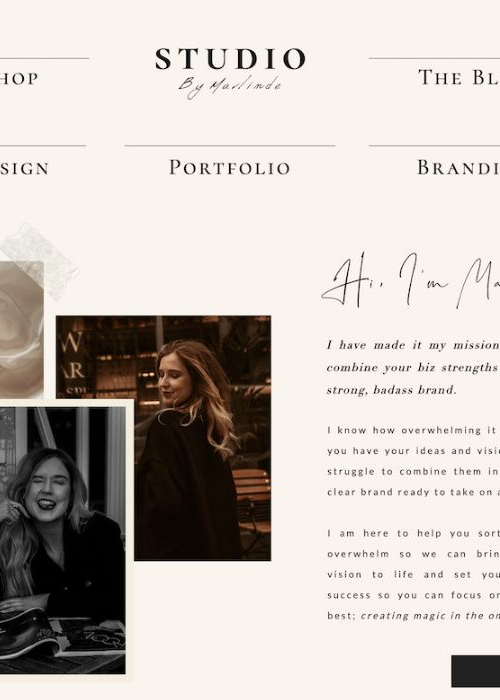 HOP
STUDIO
By Marlinde
THE BL
SIGN
PORTFOLIO
BRANDI
Hi, I'm Ma
I have made it my mission
combine your biz strengths
strong, badass brand.
I know how overwhelming it
you have your ideas and visi
struggle to combine them in
clear brand ready to take on a
I am here to help you sort
overwhelm so we can brin
vision to life and set you
success so you can focus on
best; creating magic in the on
W
AR